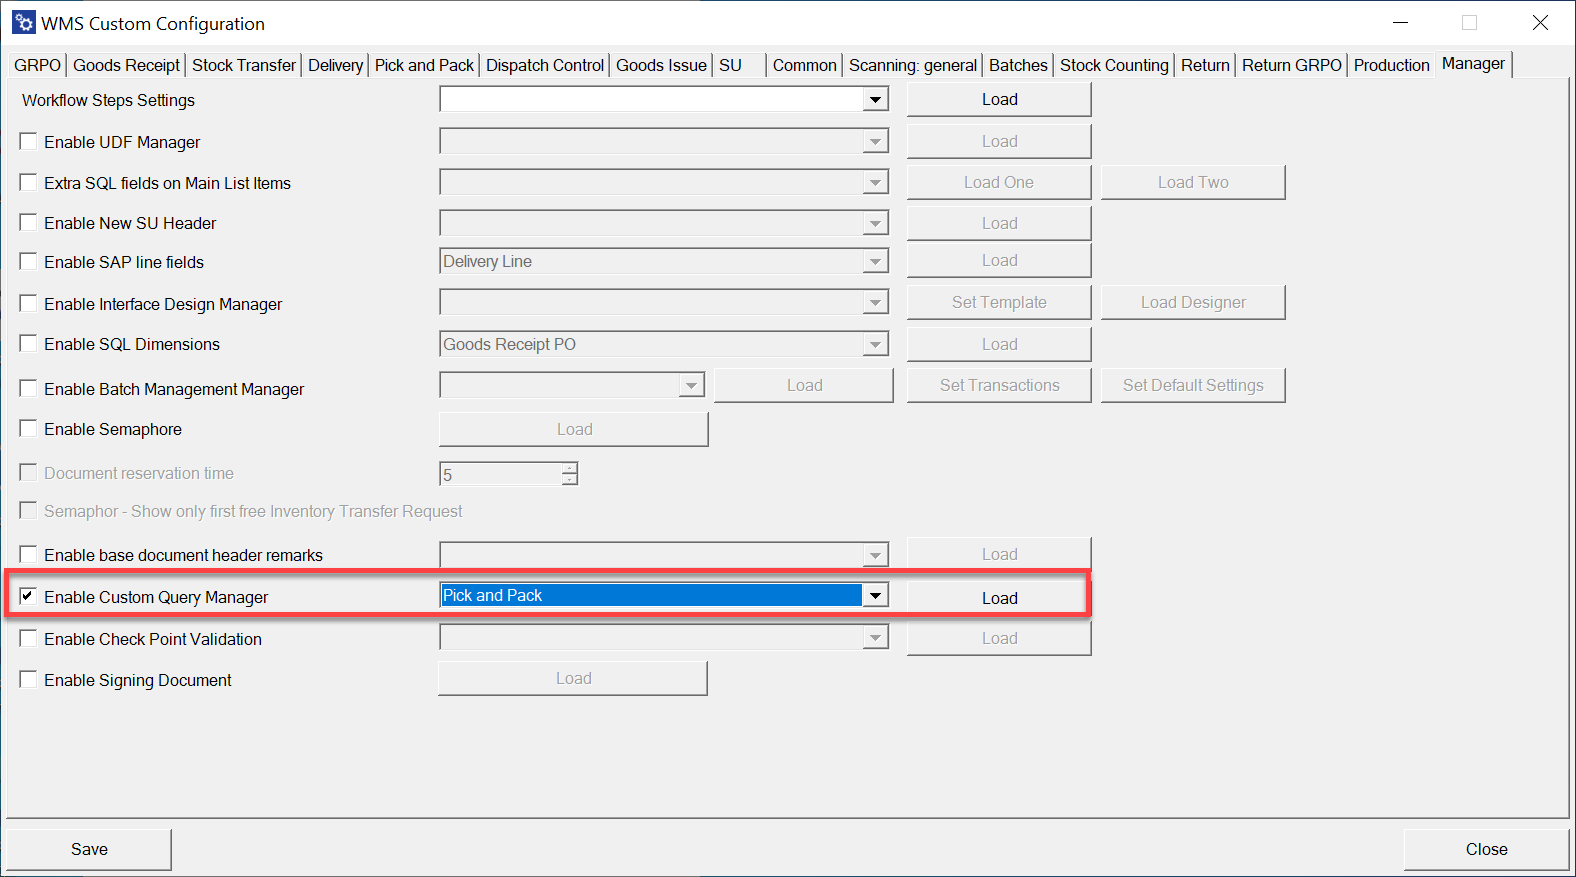 WMS Custom Configuration
GRPO Goods Receipt Stock Transfer Delivery Pick and Pack Dispatch Control Goods Issue SU Common Scanning: general Batches Stock Counting Return Return GRPO Production Manager
Workflow Steps Settings Load
Enable UDF Manager Load
Extra SQL fields on Main List Items Load One Load Two
Enable New SU Header Load
Enable SAP line fields Delivery Line Load
Enable Interface Design Manager Set Template Load Designer
Enable SQL Dimensions Goods Receipt PO Load
Enable Batch Management Manager Load Set Transactions Set Default Settings
Enable Semaphore Load
Document reservation time 5
Semaphor - Show only first free Inventory Transfer Request
Enable base document header remarks Load
Enable Custom Query Manager Pick and Pack Load
Enable Check Point Validation Load
Enable Signing Document Load
Save Close